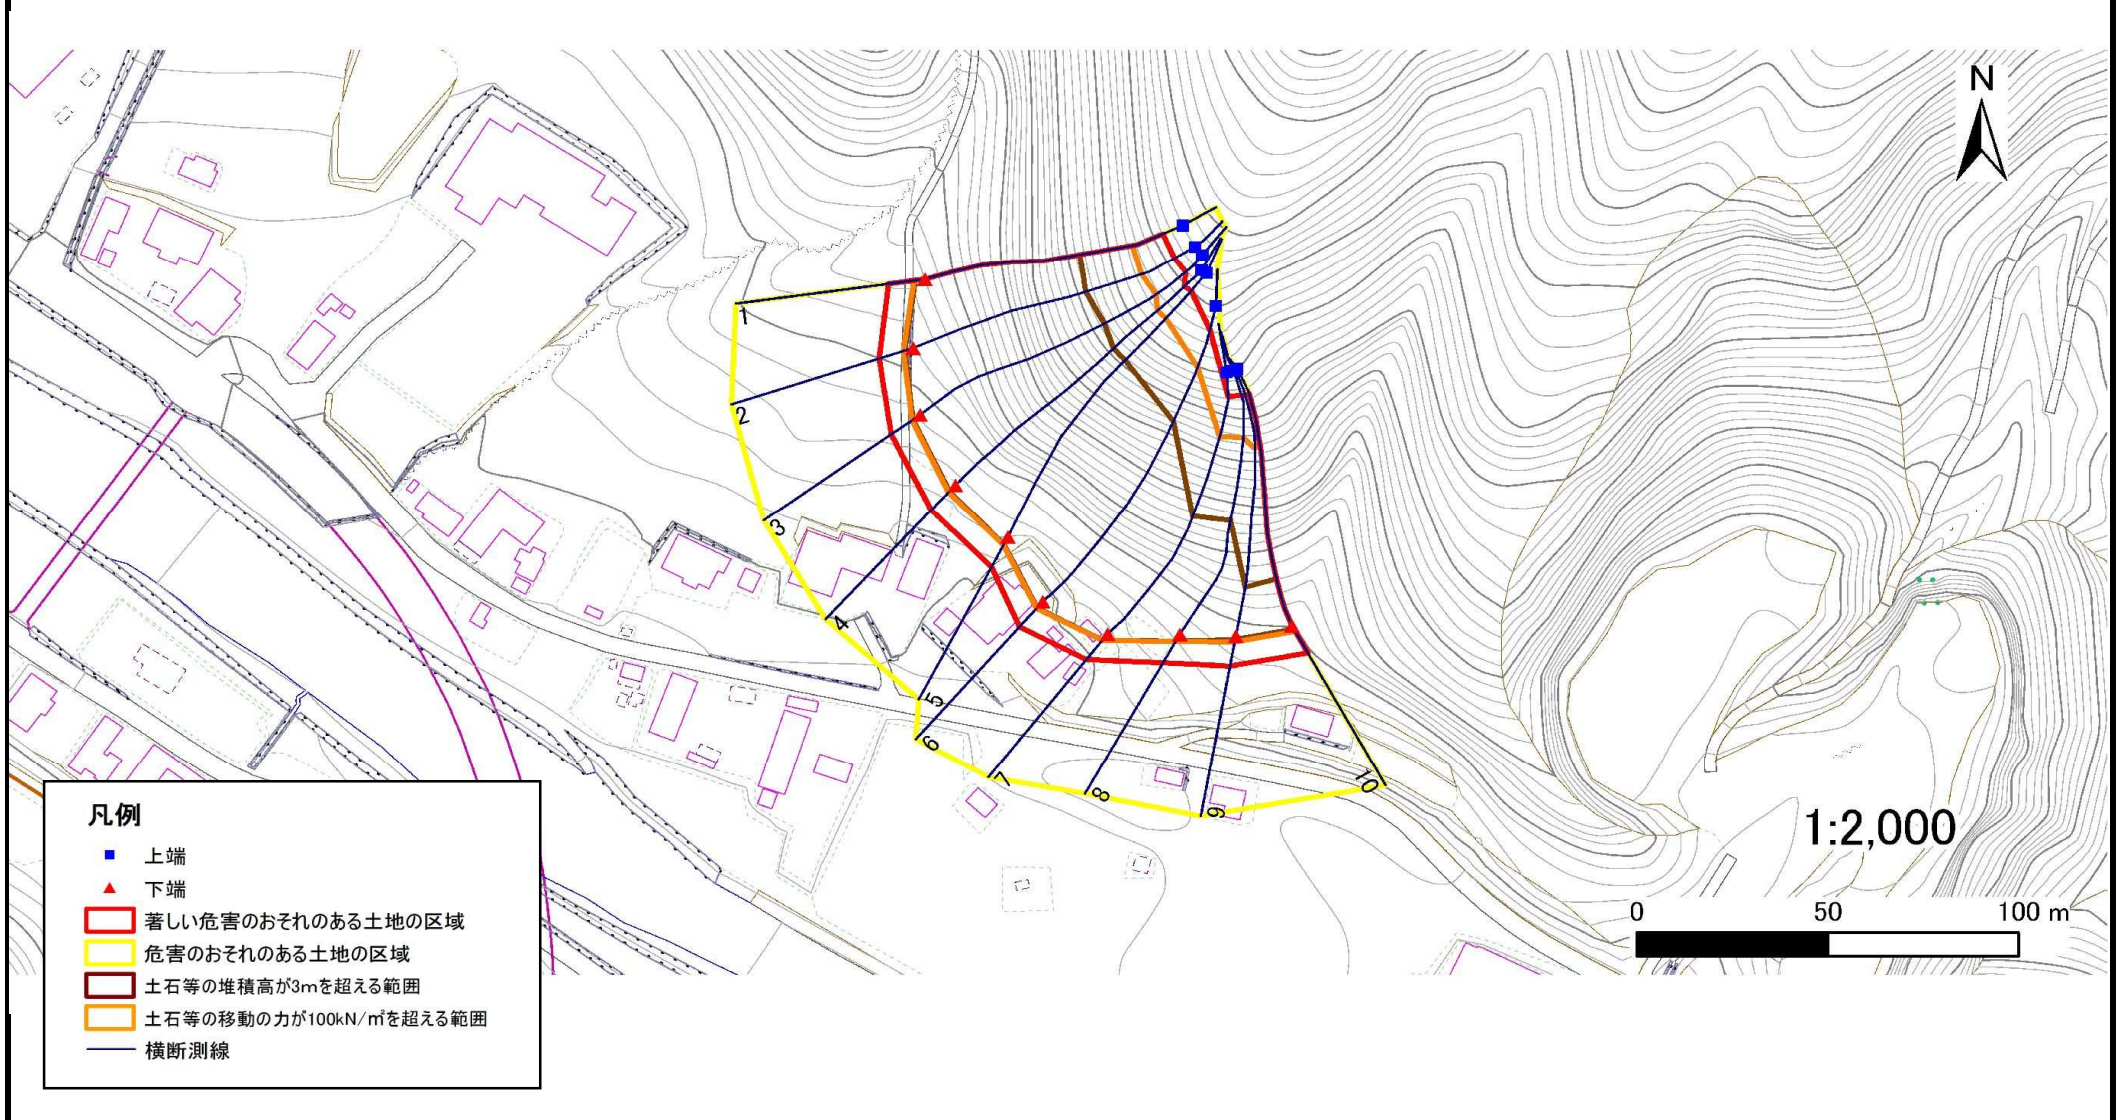 N
1
2
3
4
5
6
7
8
9
10
1:2,000
0 50 100 m
凡例
上端
下端
著しい危害のおそれのある土地の区域
危害のおそれのある土地の区域
土石等の堆積高が3mを超える範囲
土石等の移動の力が100kN/㎡を超える範囲
横断測線